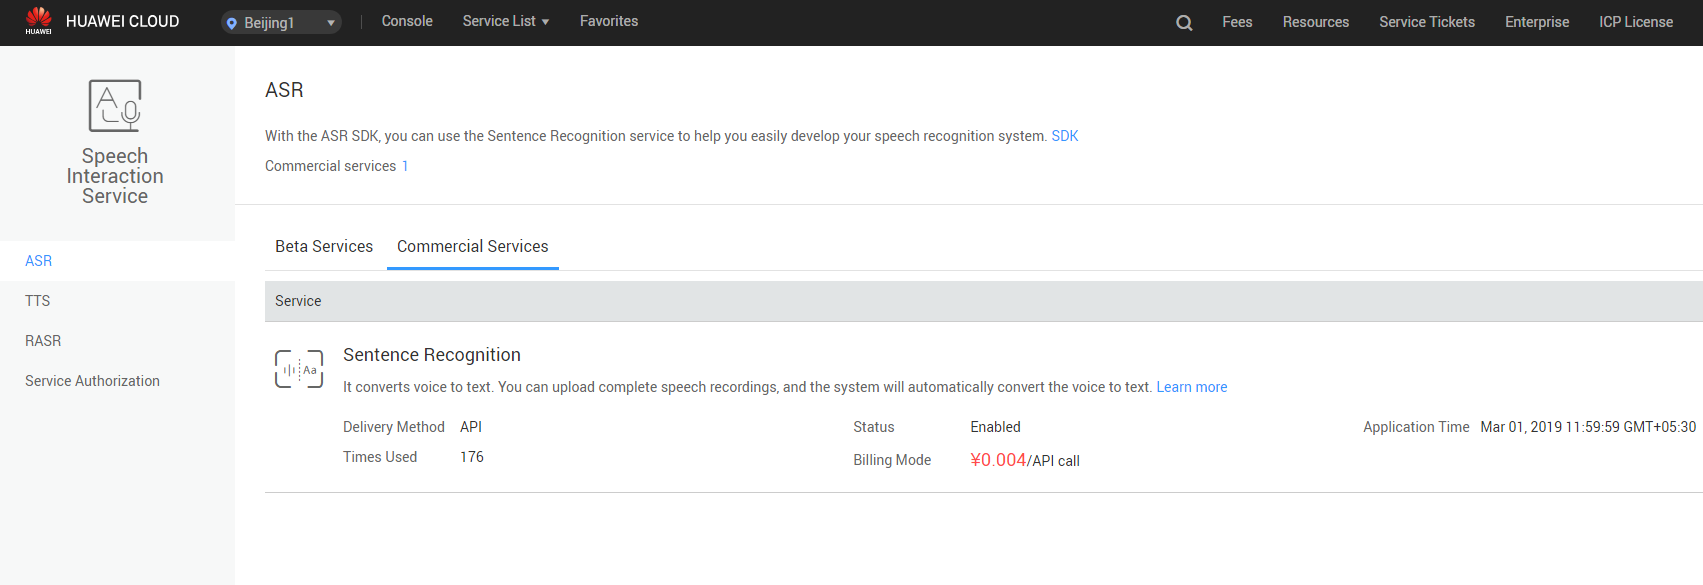 HUAWEI
HUAWEI CLOUD
Beijing1
Console
Service List
Favorites
Fees
Resources
Service Tickets
Enterprise
ICP License
Speech
Interaction
Service
ASR
TTS
RASR
Service Authorization
ASR
With the ASR SDK, you can use the Sentence Recognition service to help you easily develop your speech recognition system. SDK
Commercial services 1
Beta Services
Commercial Services
Service
Aa
Sentence Recognition
It converts voice to text. You can upload complete speech recordings, and the system will automatically convert the voice to text. Learn more
Delivery Method API
Status Enabled
Application Time Mar 01, 2019 11:59:59 GMT+05:30
Times Used 176
Billing Mode ¥0.004/API call